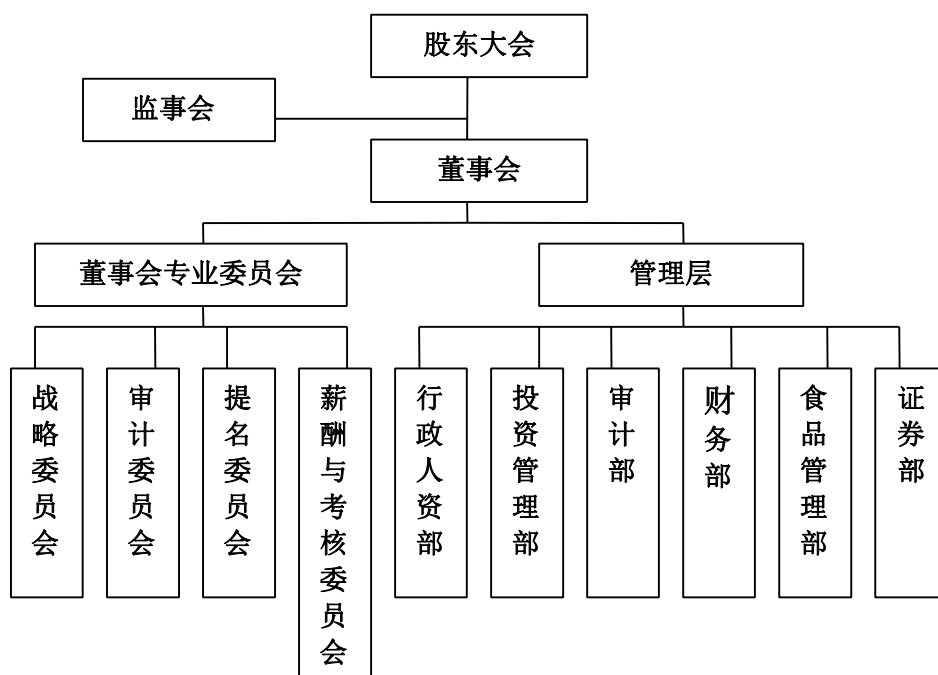 股东大会
监事会
董事会
董事会专业委员会
管理层
战略委员会
审计委员会
提名委员会
薪酬与考核委员会
行政人资部
投资管理部
审计部
财务部
食品管理部
证券部